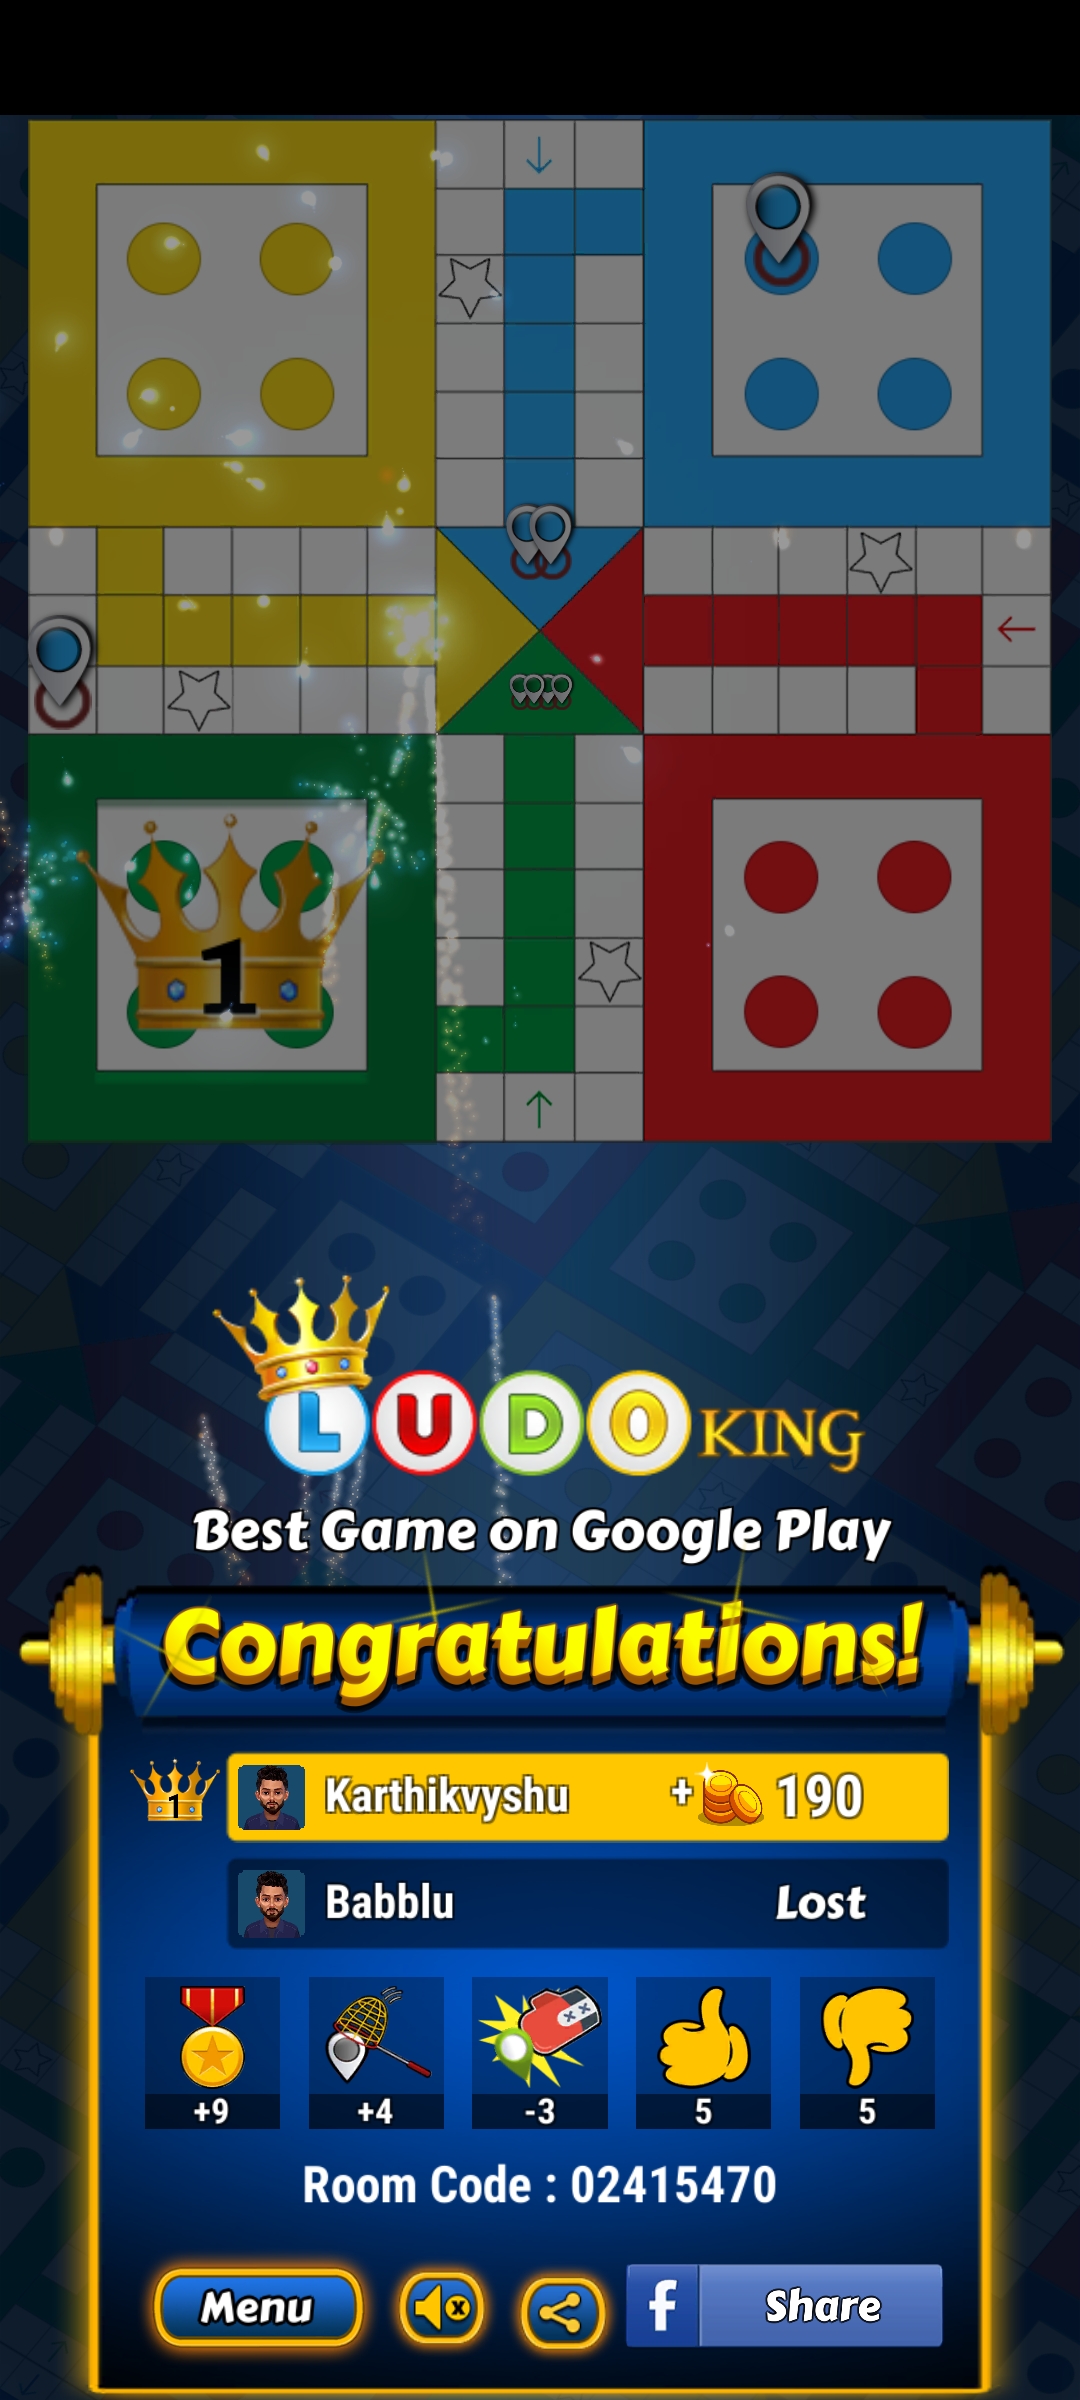 1
LUDO KING
Best Game on Google Play
Congratulations!
1 Karthikvyshu + 190
Babblu Lost
+9 +4 -3 5 5
Room Code : 02415470
Menu f Share